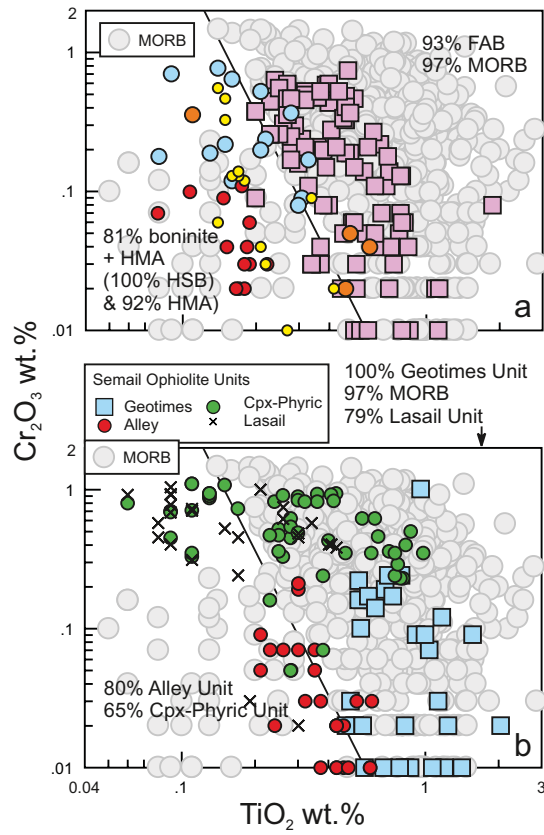 2
1
.1
.01
a
MORB
93% FAB
97% MORB
81% boninite
+ HMA
(100% HSB)
& 92% HMA)
Cr2O3 wt.%
Semail Ophiolite Units
Geotimes
Cpx-Phyric
Alley
Lasail
100% Geotimes Unit
97% MORB
79% Lasail Unit
2
1
.1
.01
MORB
80% Alley Unit
65% Cpx-Phyric Unit
b
0.04
.1
1
3
TiO2 wt.%